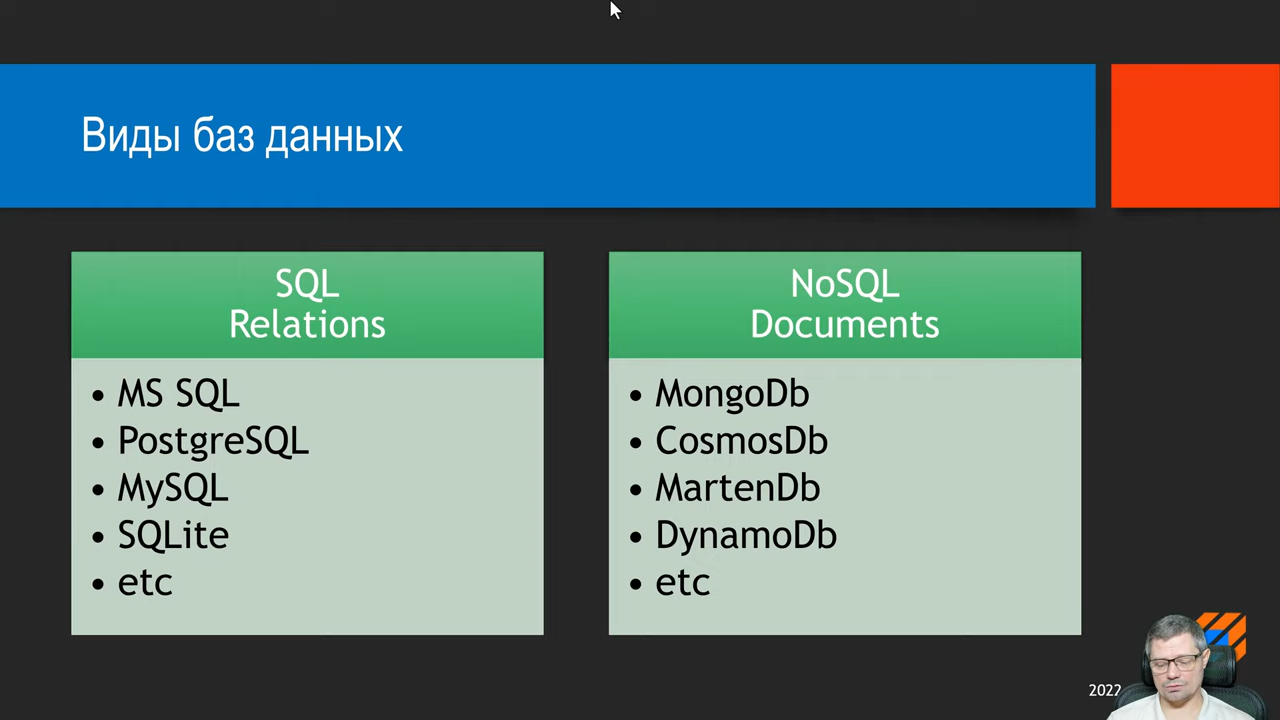 Виды баз данных
SQL
Relations
• MS SQL
• PostgreSQL
• MySQL
• SQLite
• etc
NoSQL
Documents
• MongoDb
• CosmosDb
• MartenDb
• DynamoDb
• etc
2022